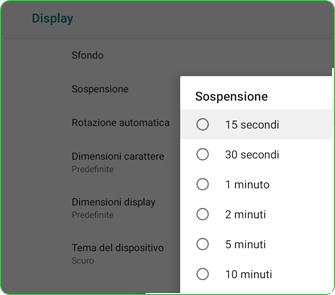 Display
Sfondo
Sospensione
Rotazione automatica
Dimensioni carattere
Predefinite
Dimensioni display
Predefinite
Tema del dispositivo
Scuro
Sospensione
15 secondi
30 secondi
1 minuto
2 minuti
5 minuti
10 minuti